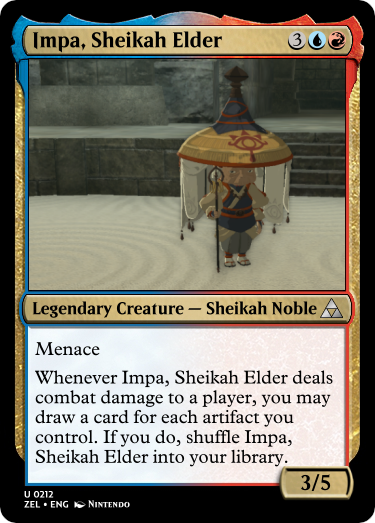 Impa, Sheikah Elder 3
Legendary Creature — Sheikah Noble
Menace
Whenever Impa, Sheikah Elder deals
combat damage to a player, you may
draw a card for each artifact you
control. If you do, shuffle Impa,
Sheikah Elder into your library.
3/5
U 0212
ZEL • ENG Nintendo